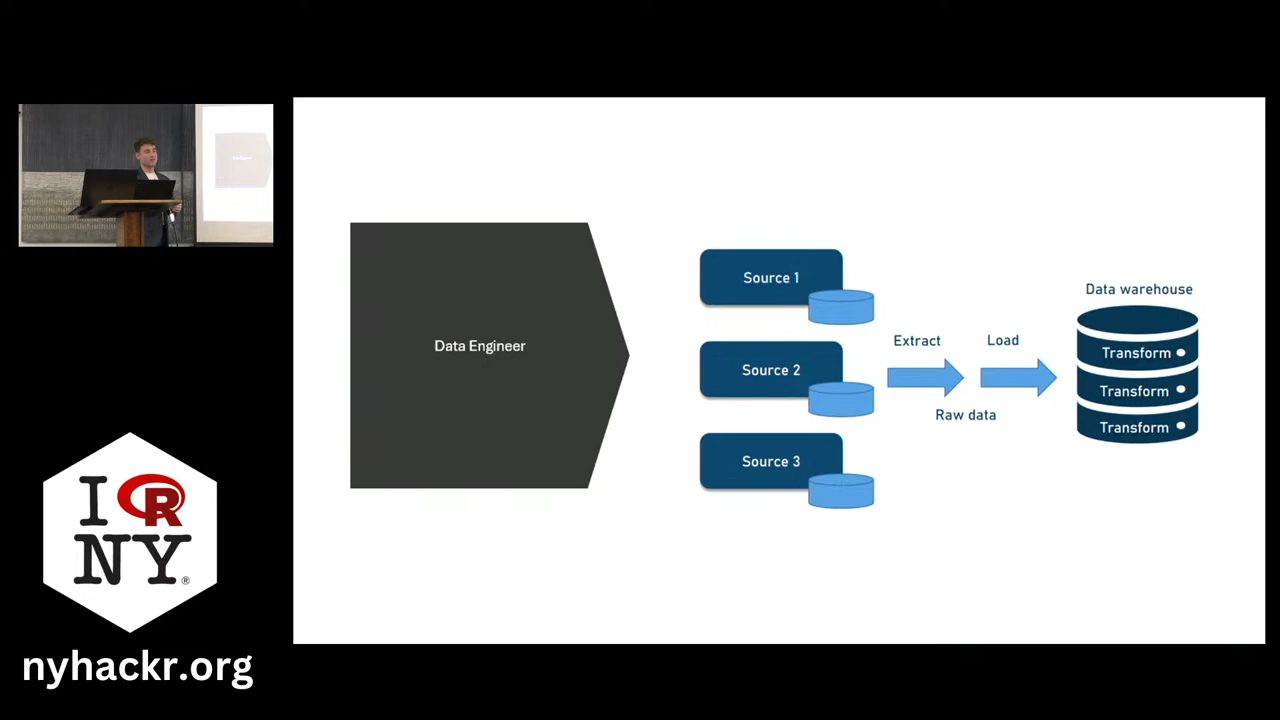 Data Engineer
Source 1
Source 2
Source 3
Extract
Load
Raw data
Data warehouse
Transform
Transform
Transform
I R
NY®
nyhackr.org